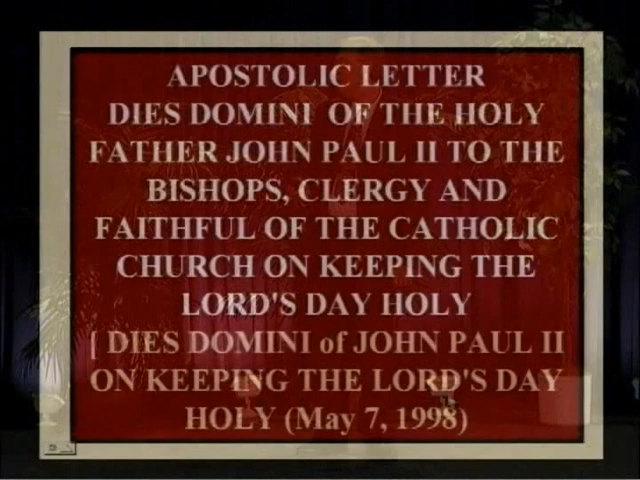 APOSTOLIC LETTER
DIES DOMINI OF THE HOLY
FATHER JOHN PAUL II TO THE
BISHOPS, CLERGY AND
FAITHFUL OF THE CATHOLIC
CHURCH ON KEEPING THE
LORD'S DAY HOLY
[ DIES DOMINI of JOHN PAUL II
ON KEEPING THE LORD'S DAY
HOLY (May 7, 1998)